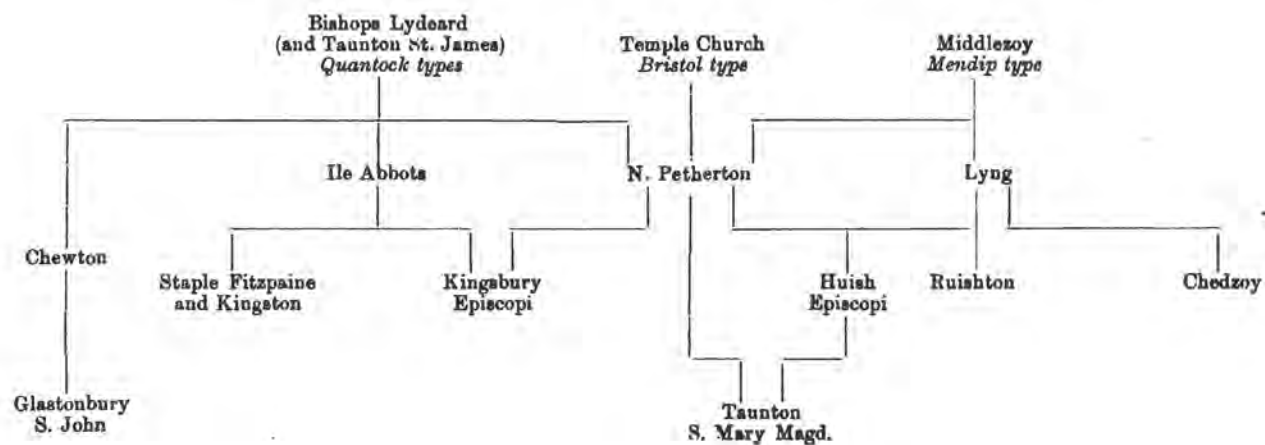 Bishops Lydeard
(and Taunton St. James)
Quantock types
Temple Church
Bristol type
Middlezoy
Mendip type
Ile Abbots
N. Petherton
Lyng
Chewton
Staple Fitzpaine
and Kingston
Kingsbury
Episcopi
Huish
Episcopi
Ruishton
Chedzoy
Glastonbury
S. John
Taunton
S. Mary Magd.